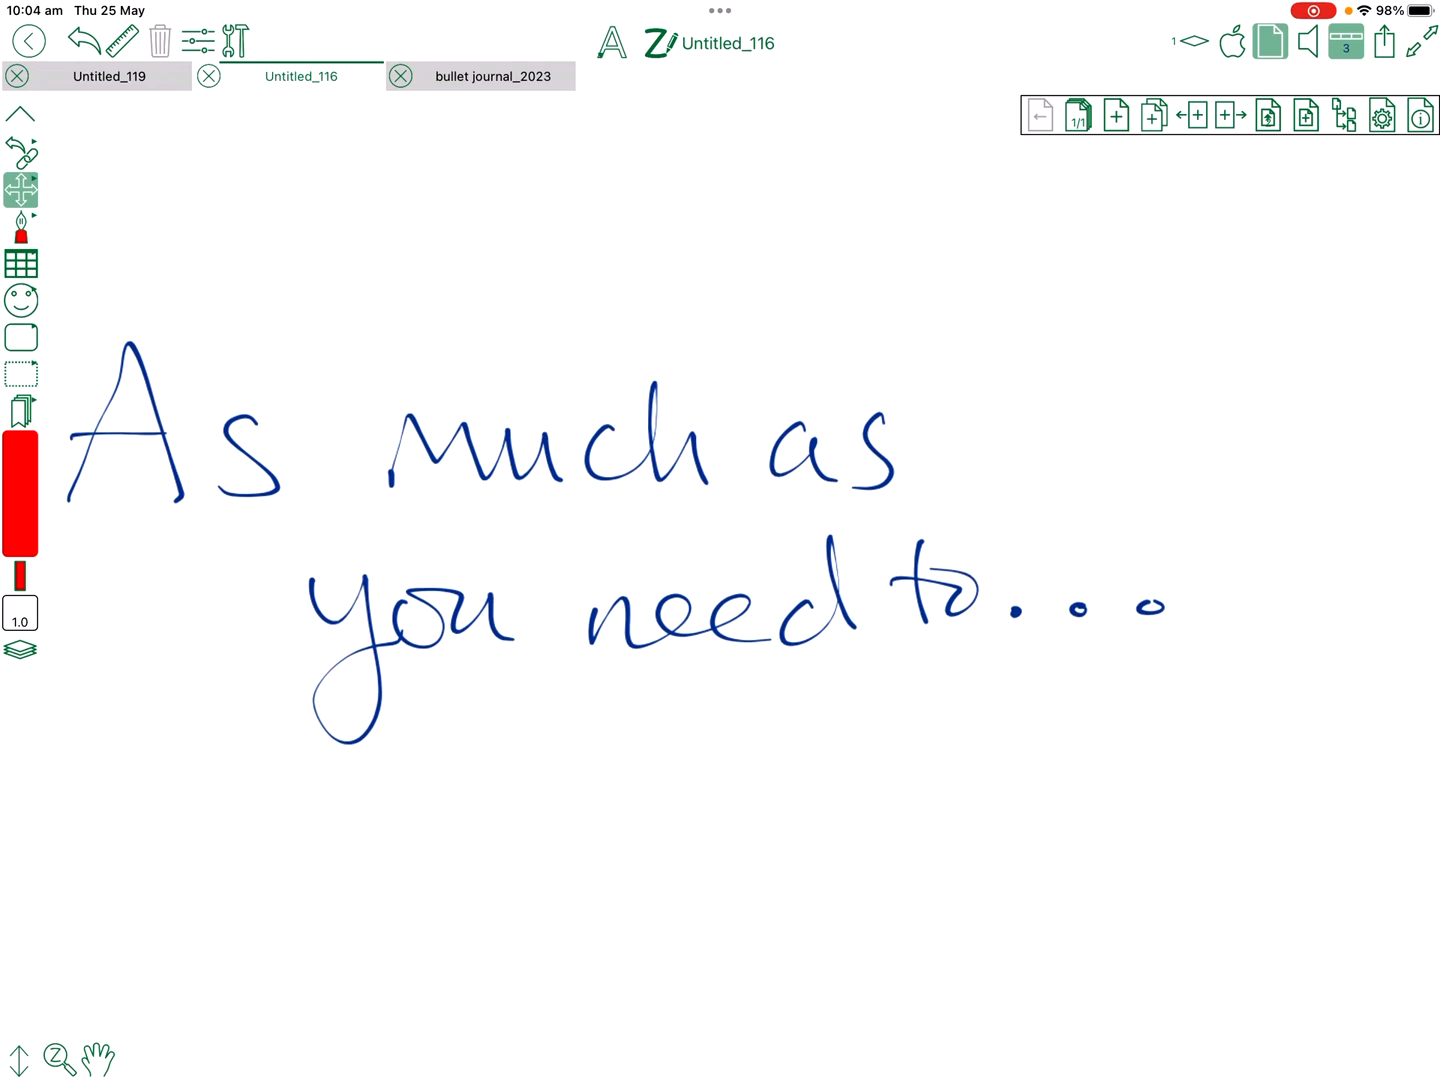 10:04 am Thu 25 May
98%
Untitled_116
1
3
Untitled_119
Untitled_116
bullet journal_2023
1/1
As much as
you need to...
1.0
Z